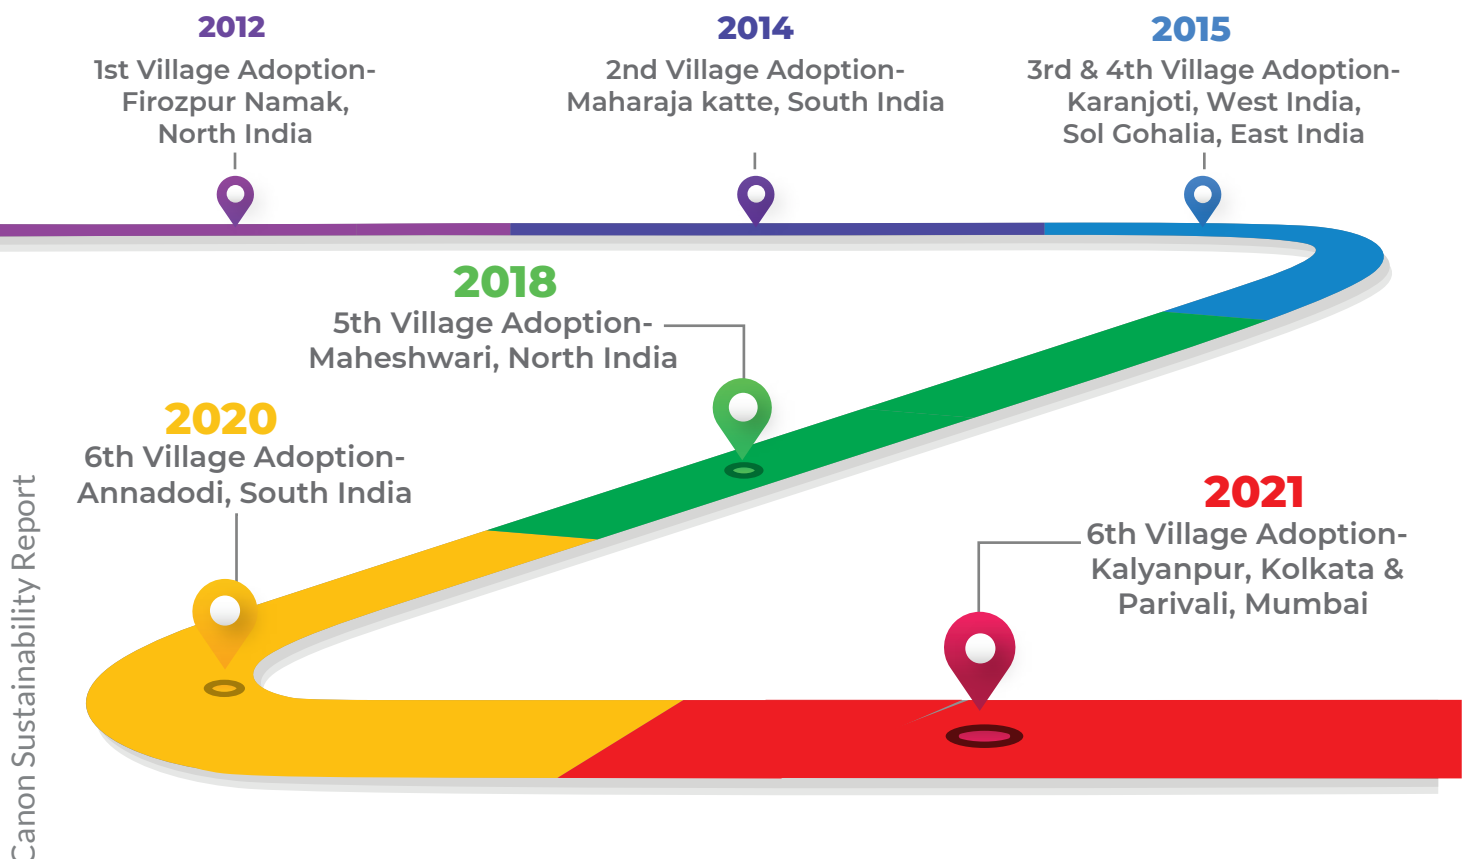 2012
1st Village Adoption-
Firozpur Namak,
North India
2014
2nd Village Adoption-
Maharaja katte, South India
2015
3rd & 4th Village Adoption-
Karanjoti, West India,
Sol Gohalia, East India
2018
5th Village Adoption-
Maheshwari, North India
2020
6th Village Adoption-
Annadodi, South India
2021
6th Village Adoption-
Kalyanpur, Kolkata &
Parivali, Mumbai
Canon Sustainability Report